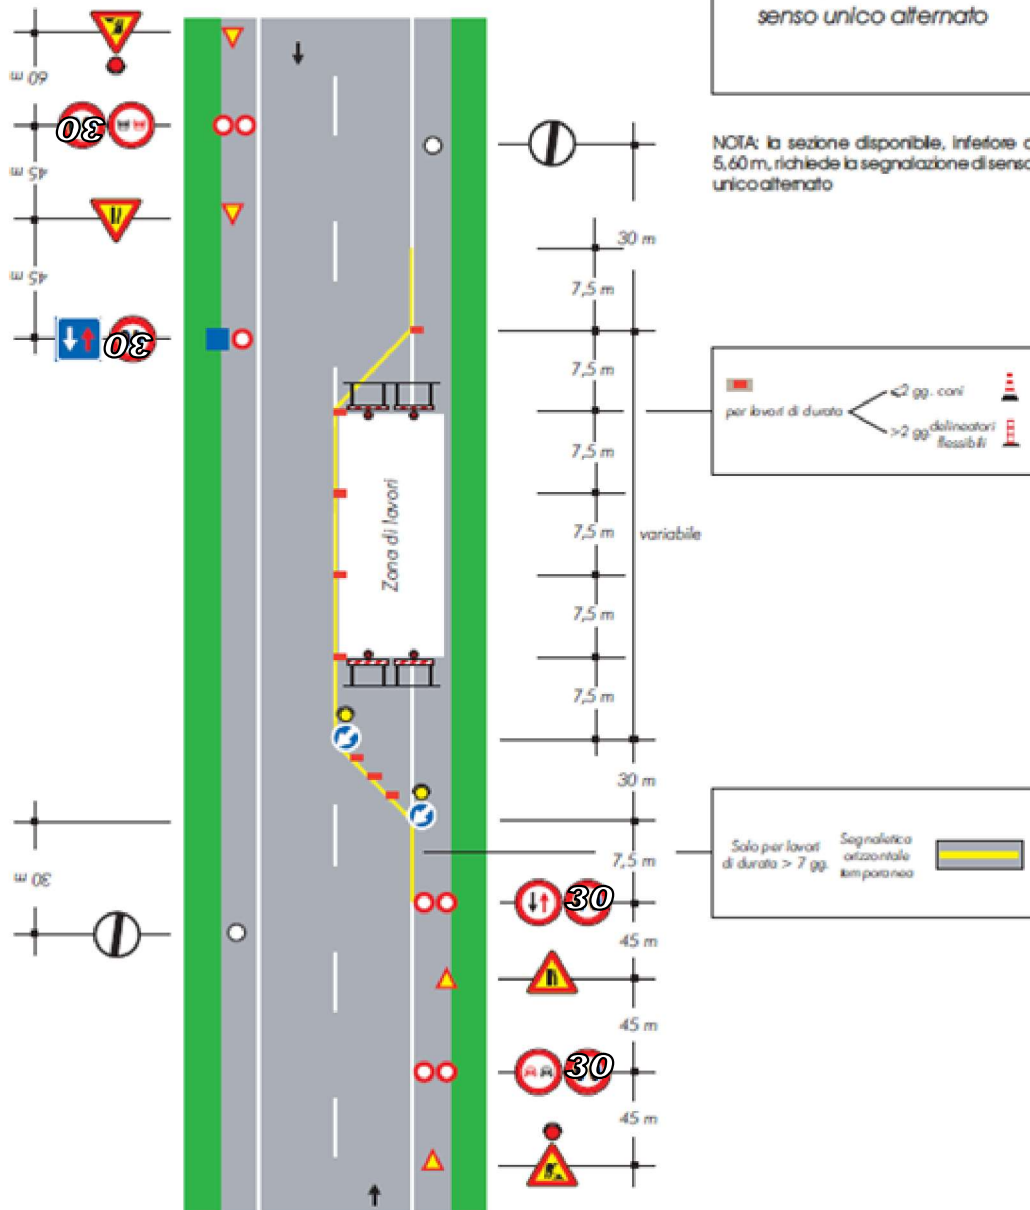 senso unico alternato
NOTA: la sezione disponibile, inferiore a
5,60 m, richiede la segnalazione di senso
unico alternato
60 m
30
45 m
45 m
30
30 m
7,5 m
7,5 m
7,5 m
7,5 m
7,5 m
7,5 m
variabile
Zona di lavori
per lavori di durata
<2 gg. coni
>2 gg. delineatori
flessibili
30 m
7,5 m
Solo per lavori
di durata > 7 gg.
Segnaletica
orizzontale
temporanea
30 m
30
45 m
45 m
30
45 m